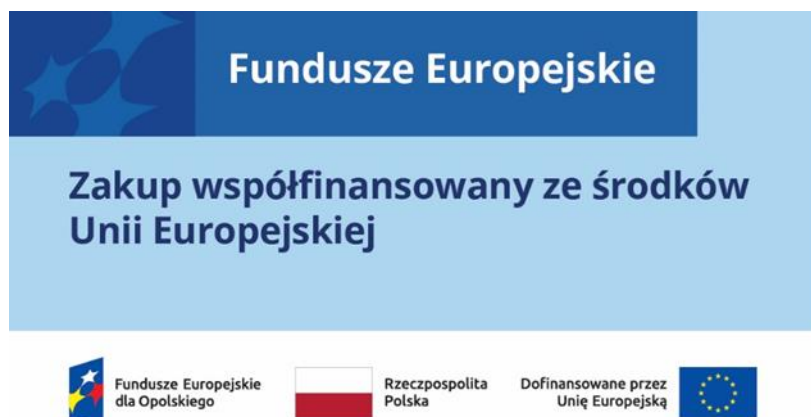 Fundusze Europejskie
Zakup współfinansowany ze środków
Unii Europejskiej
Fundusze Europejskie
dla Opolskiego
Rzeczpospolita
Polska
Dofinansowane przez
Unię Europejską